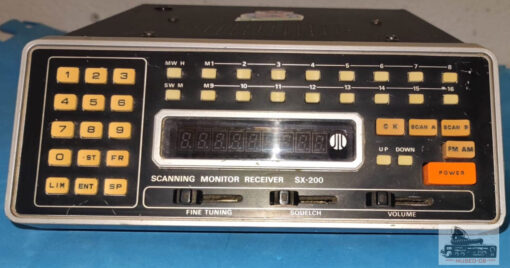 1 2 3
4 5 6
7 8 9
0 ·ST FR
LIM ENT SP
MW H M1 2 3 4 5 6 7 8
SW M M9 10 11 12 13 14 15 16
CK SCAN A SCAN B
UP DOWN FM AM
POWER
SCANNING MONITOR RECEIVER SX-200
FINE TUNING SQUELCH VOLUME